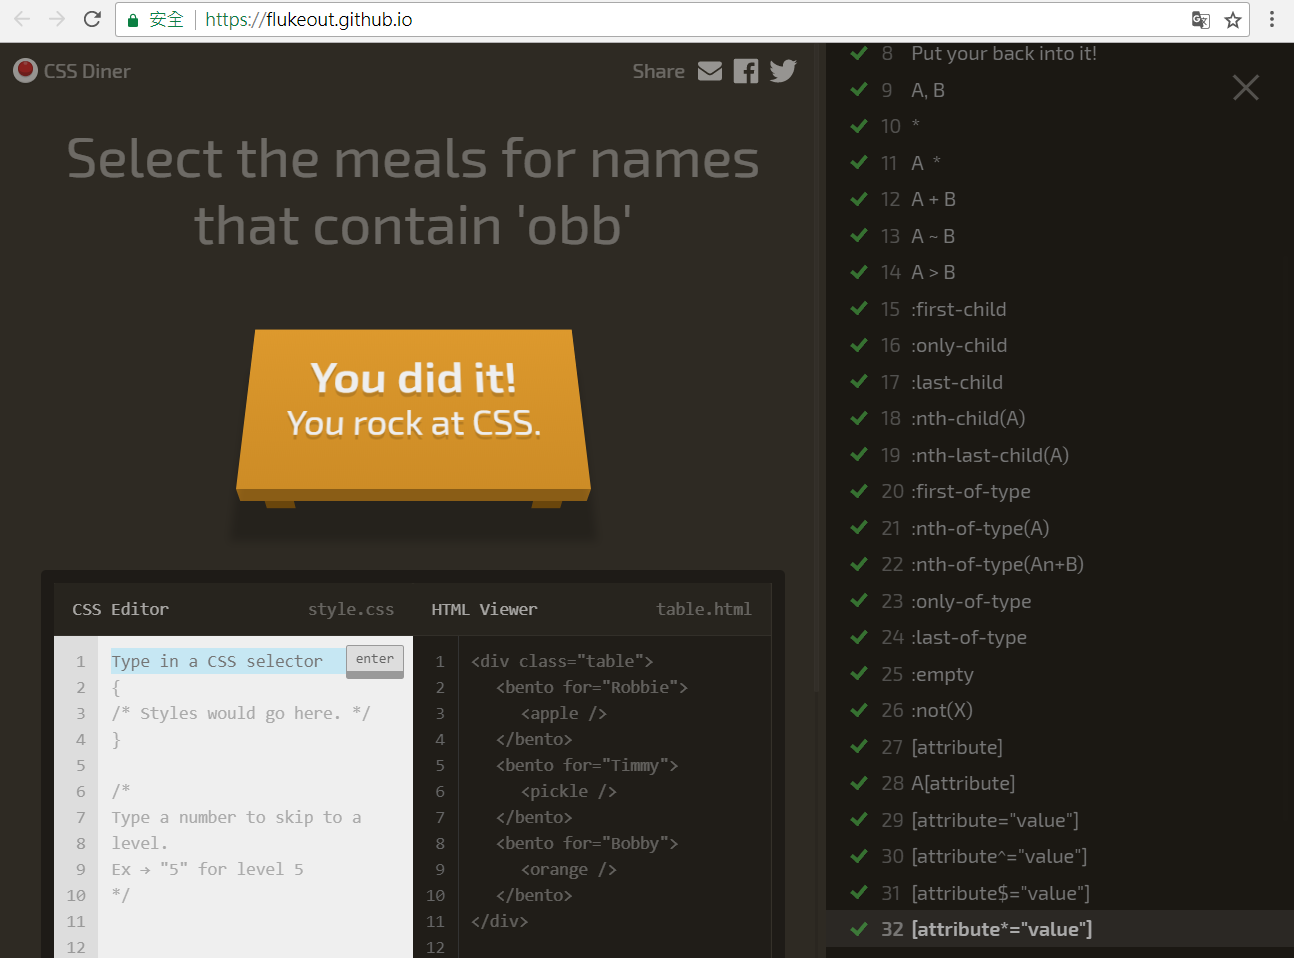 安全 https://flukeout.github.io
CSS Diner
Share
Select the meals for names
that contain 'obb'
You did it!
You rock at CSS.
CSS Editor style.css
1 Type in a CSS selector enter
2 {
3 /* Styles would go here. */
4 }
5
6 /*
7 Type a number to skip to a
8 level.
9 Ex → "5" for level 5
10 */
11
12
HTML Viewer table.html
1 <div class="table">
2 <bento for="Robbie">
3 <apple />
4 </bento>
5 <bento for="Timmy">
6 <pickle />
7 </bento>
8 <bento for="Bobby">
9 <orange />
10 </bento>
11 </div>
12
8 Put your back into it!
9 A, B
10 *
11 A *
12 A + B
13 A ~ B
14 A > B
15 :first-child
16 :only-child
17 :last-child
18 :nth-child(A)
19 :nth-last-child(A)
20 :first-of-type
21 :nth-of-type(A)
22 :nth-of-type(An+B)
23 :only-of-type
24 :last-of-type
25 :empty
26 :not(X)
27 [attribute]
28 A[attribute]
29 [attribute="value"]
30 [attribute^="value"]
31 [attribute$="value"]
32 [attribute*="value"]